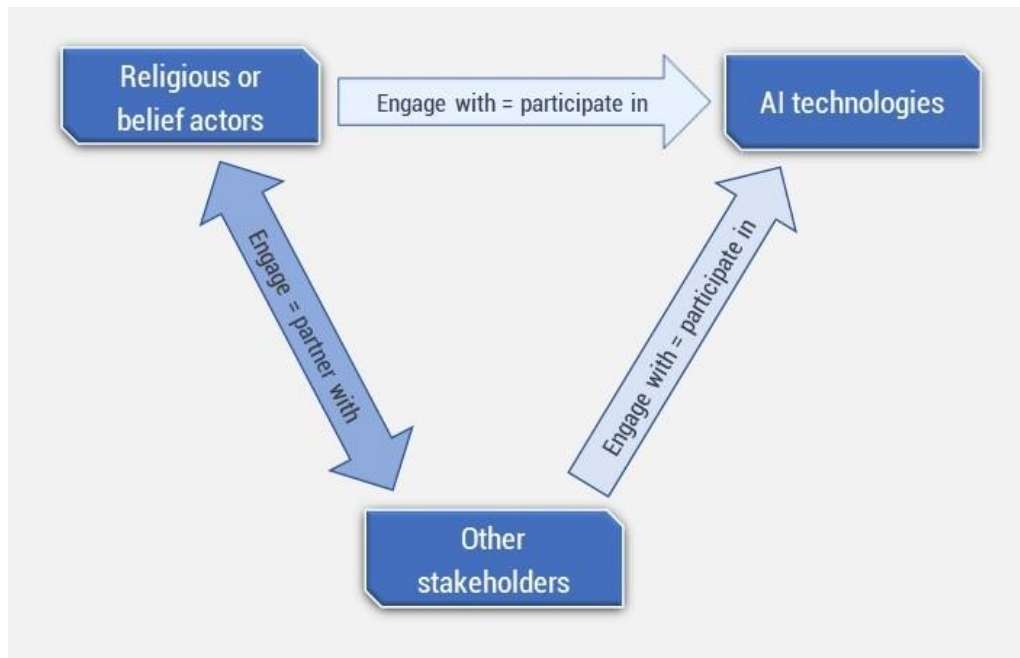 Religious or
belief actors
Engage with = participate in
AI technologies
Engage = partner with
Engage with = participate in
Other
stakeholders